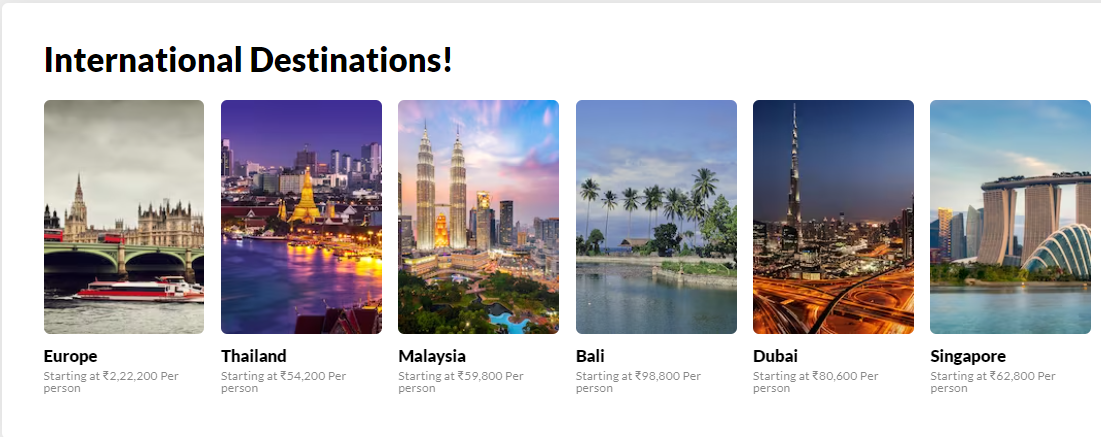 International Destinations!
Europe
Starting at ₹2,22,200 Per
person
Thailand
Starting at ₹54,200 Per
person
Malaysia
Starting at ₹59,800 Per
person
Bali
Starting at ₹98,800 Per
person
Dubai
Starting at ₹80,600 Per
person
Singapore
Starting at ₹62,800 Per
person